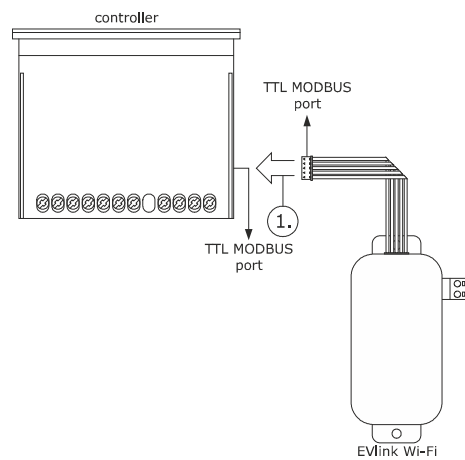 controller
TTL MODBUS
port
1.
TTL MODBUS
port
EVlink Wi-Fi